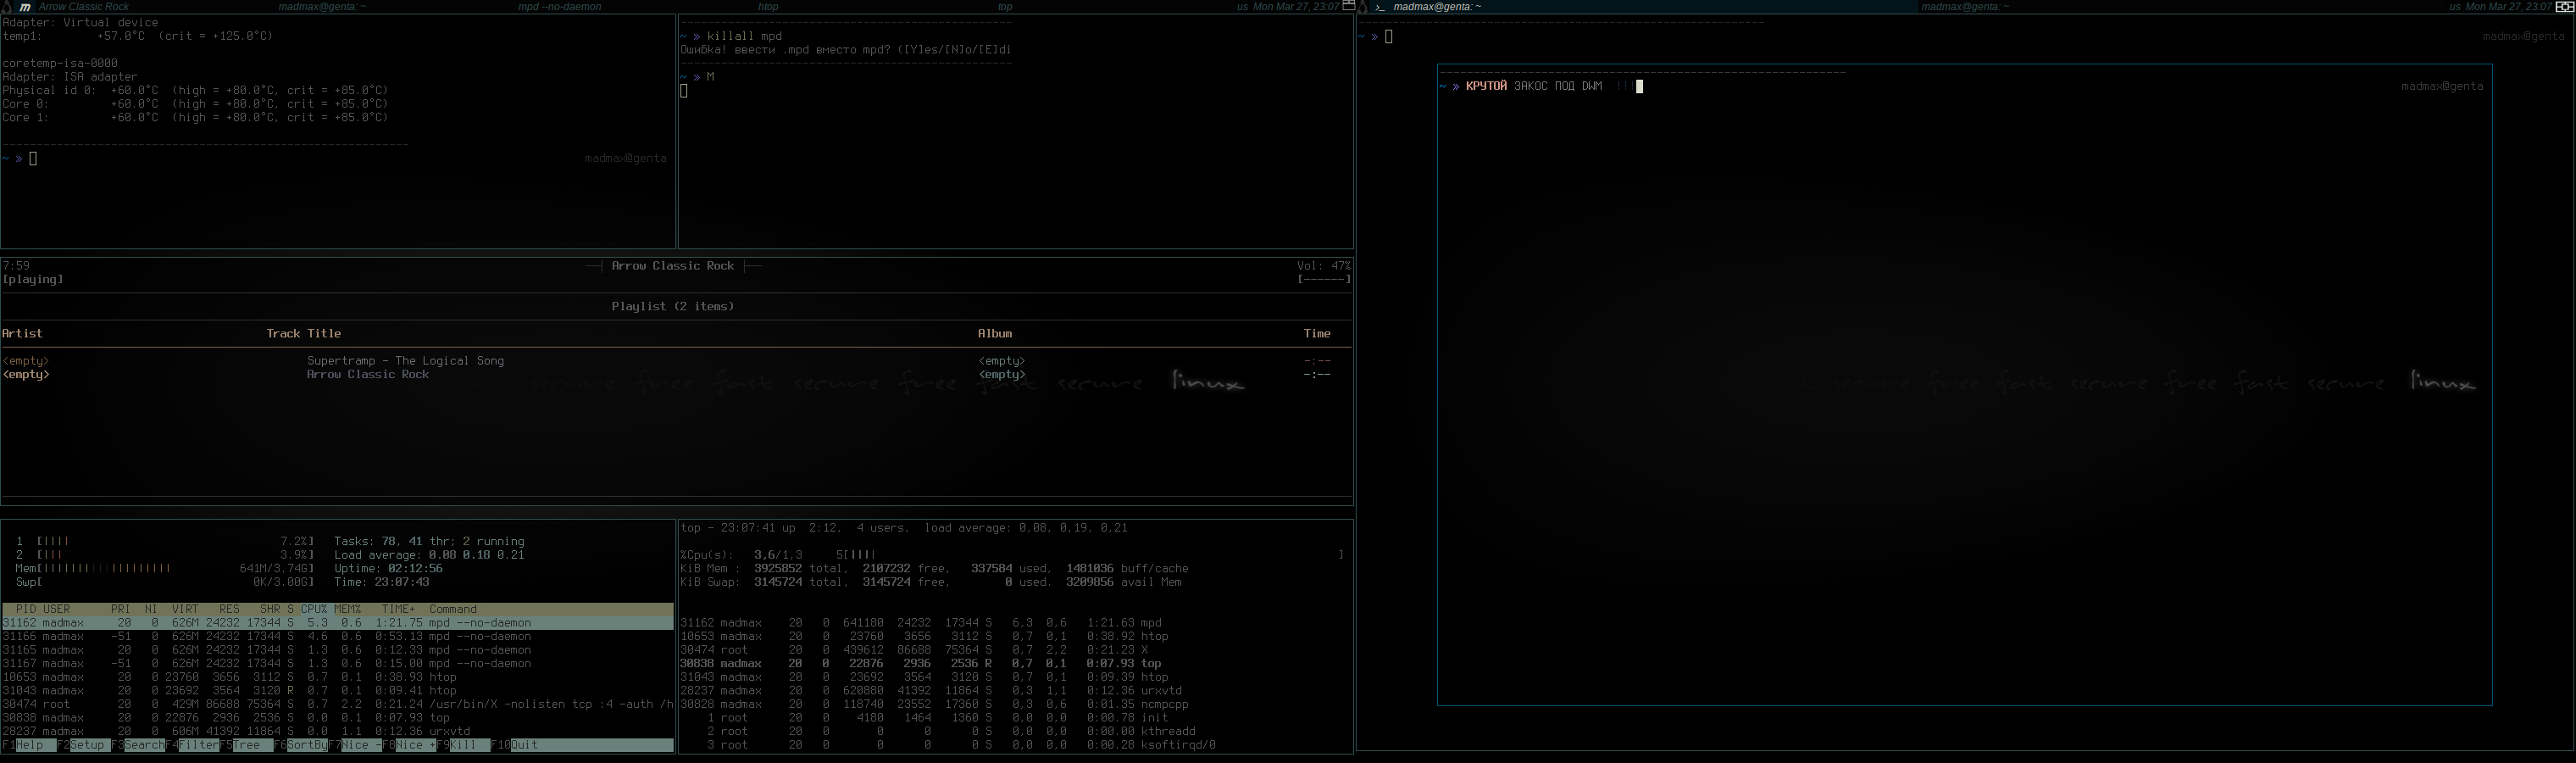 m Arrow Classic Rock madmax@genta: ~ mpd --no-daemon htop top us Mon Mar 27, 23:07
Adapter: Virtual device
temp1: +57.0°C (crit = +125.0°C)
coretemp-isa-0000
Adapter: ISA adapter
Physical id 0: +60.0°C (high = +80.0°C, crit = +85.0°C)
Core 0: +60.0°C (high = +80.0°C, crit = +85.0°C)
Core 1: +60.0°C (high = +80.0°C, crit = +85.0°C)
~ » madmax@genta
~ » killall mpd
Ошибка! ввести .mpd вместо mpd? ([Y]es/[N]o/[E]di
~ » M
7:59 Arrow Classic Rock Vol: 47%
[playing] [------]
Playlist (2 items)
Artist Track Title Album Time
<empty> Supertramp - The Logical Song <empty> -:--
<empty> Arrow Classic Rock <empty> -:--
fast secure free fast secure free fast secure linux
1 [|||| 7.2%] Tasks: 78, 41 thr; 2 running
2 [||| 3.9%] Load average: 0.08 0.18 0.21
Mem[||||||||||||||||||| 641M/3.74G] Uptime: 02:12:56
Swp[ 0K/3.00G] Time: 23:07:43
PID USER PRI NI VIRT RES SHR S CPU% MEM% TIME+ Command
31162 madmax 20 0 626M 24232 17344 S 5.3 0.6 1:21.75 mpd --no-daemon
31166 madmax -51 0 626M 24232 17344 S 4.6 0.6 0:53.13 mpd --no-daemon
31165 madmax 20 0 626M 24232 17344 S 1.3 0.6 0:12.33 mpd --no-daemon
31167 madmax -51 0 626M 24232 17344 S 1.3 0.6 0:15.00 mpd --no-daemon
10653 madmax 20 0 23760 3656 3112 S 0.7 0.1 0:38.93 htop
31043 madmax 20 0 23692 3564 3120 R 0.7 0.1 0:09.41 htop
30474 root 20 0 429M 86688 75364 S 0.7 2.2 0:21.24 /usr/bin/X -nolisten tcp :4 -auth /h
30838 madmax 20 0 22876 2936 2536 S 0.0 0.1 0:07.93 top
28237 madmax 20 0 606M 41392 11864 S 0.0 1.1 0:12.36 urxvtd
F1Help F2Setup F3SearchF4FilterF5Tree F6SortByF7Nice -F8Nice +F9Kill F10Quit
top - 23:07:41 up 2:12, 4 users, load average: 0,08, 0,19, 0,21
%Cpu(s): 3,6/1,3 5[|||| ]
KiB Mem : 3925852 total, 2107232 free, 337584 used, 1481036 buff/cache
KiB Swap: 3145724 total, 3145724 free, 0 used. 3209856 avail Mem
31162 madmax 20 0 641180 24232 17344 S 6,3 0,6 1:21.63 mpd
10653 madmax 20 0 23760 3656 3112 S 0,7 0,1 0:38.92 htop
30474 root 20 0 439612 86688 75364 S 0,7 2,2 0:21.23 X
30838 madmax 20 0 22876 2936 2536 R 0,7 0,1 0:07.93 top
31043 madmax 20 0 23692 3564 3120 S 0,7 0,1 0:09.39 htop
28237 madmax 20 0 620880 41392 11864 S 0,3 1,1 0:12.36 urxvtd
30828 madmax 20 0 118740 23552 17360 S 0,3 0,6 0:01.35 ncmpcpp
1 root 20 0 4180 1464 1360 S 0,0 0,0 0:00.78 init
2 root 20 0 0 0 0 S 0,0 0,0 0:00.00 kthreadd
3 root 20 0 0 0 0 S 0,0 0,0 0:00.28 ksoftirqd/0
>_ madmax@genta: ~ madmax@genta: ~ us Mon Mar 27, 23:07
~ » madmax@genta
~ » КРУТОЙ ЗАКОС ПОД DWM !!! madmax@genta
fast secure free fast secure free fast secure linux